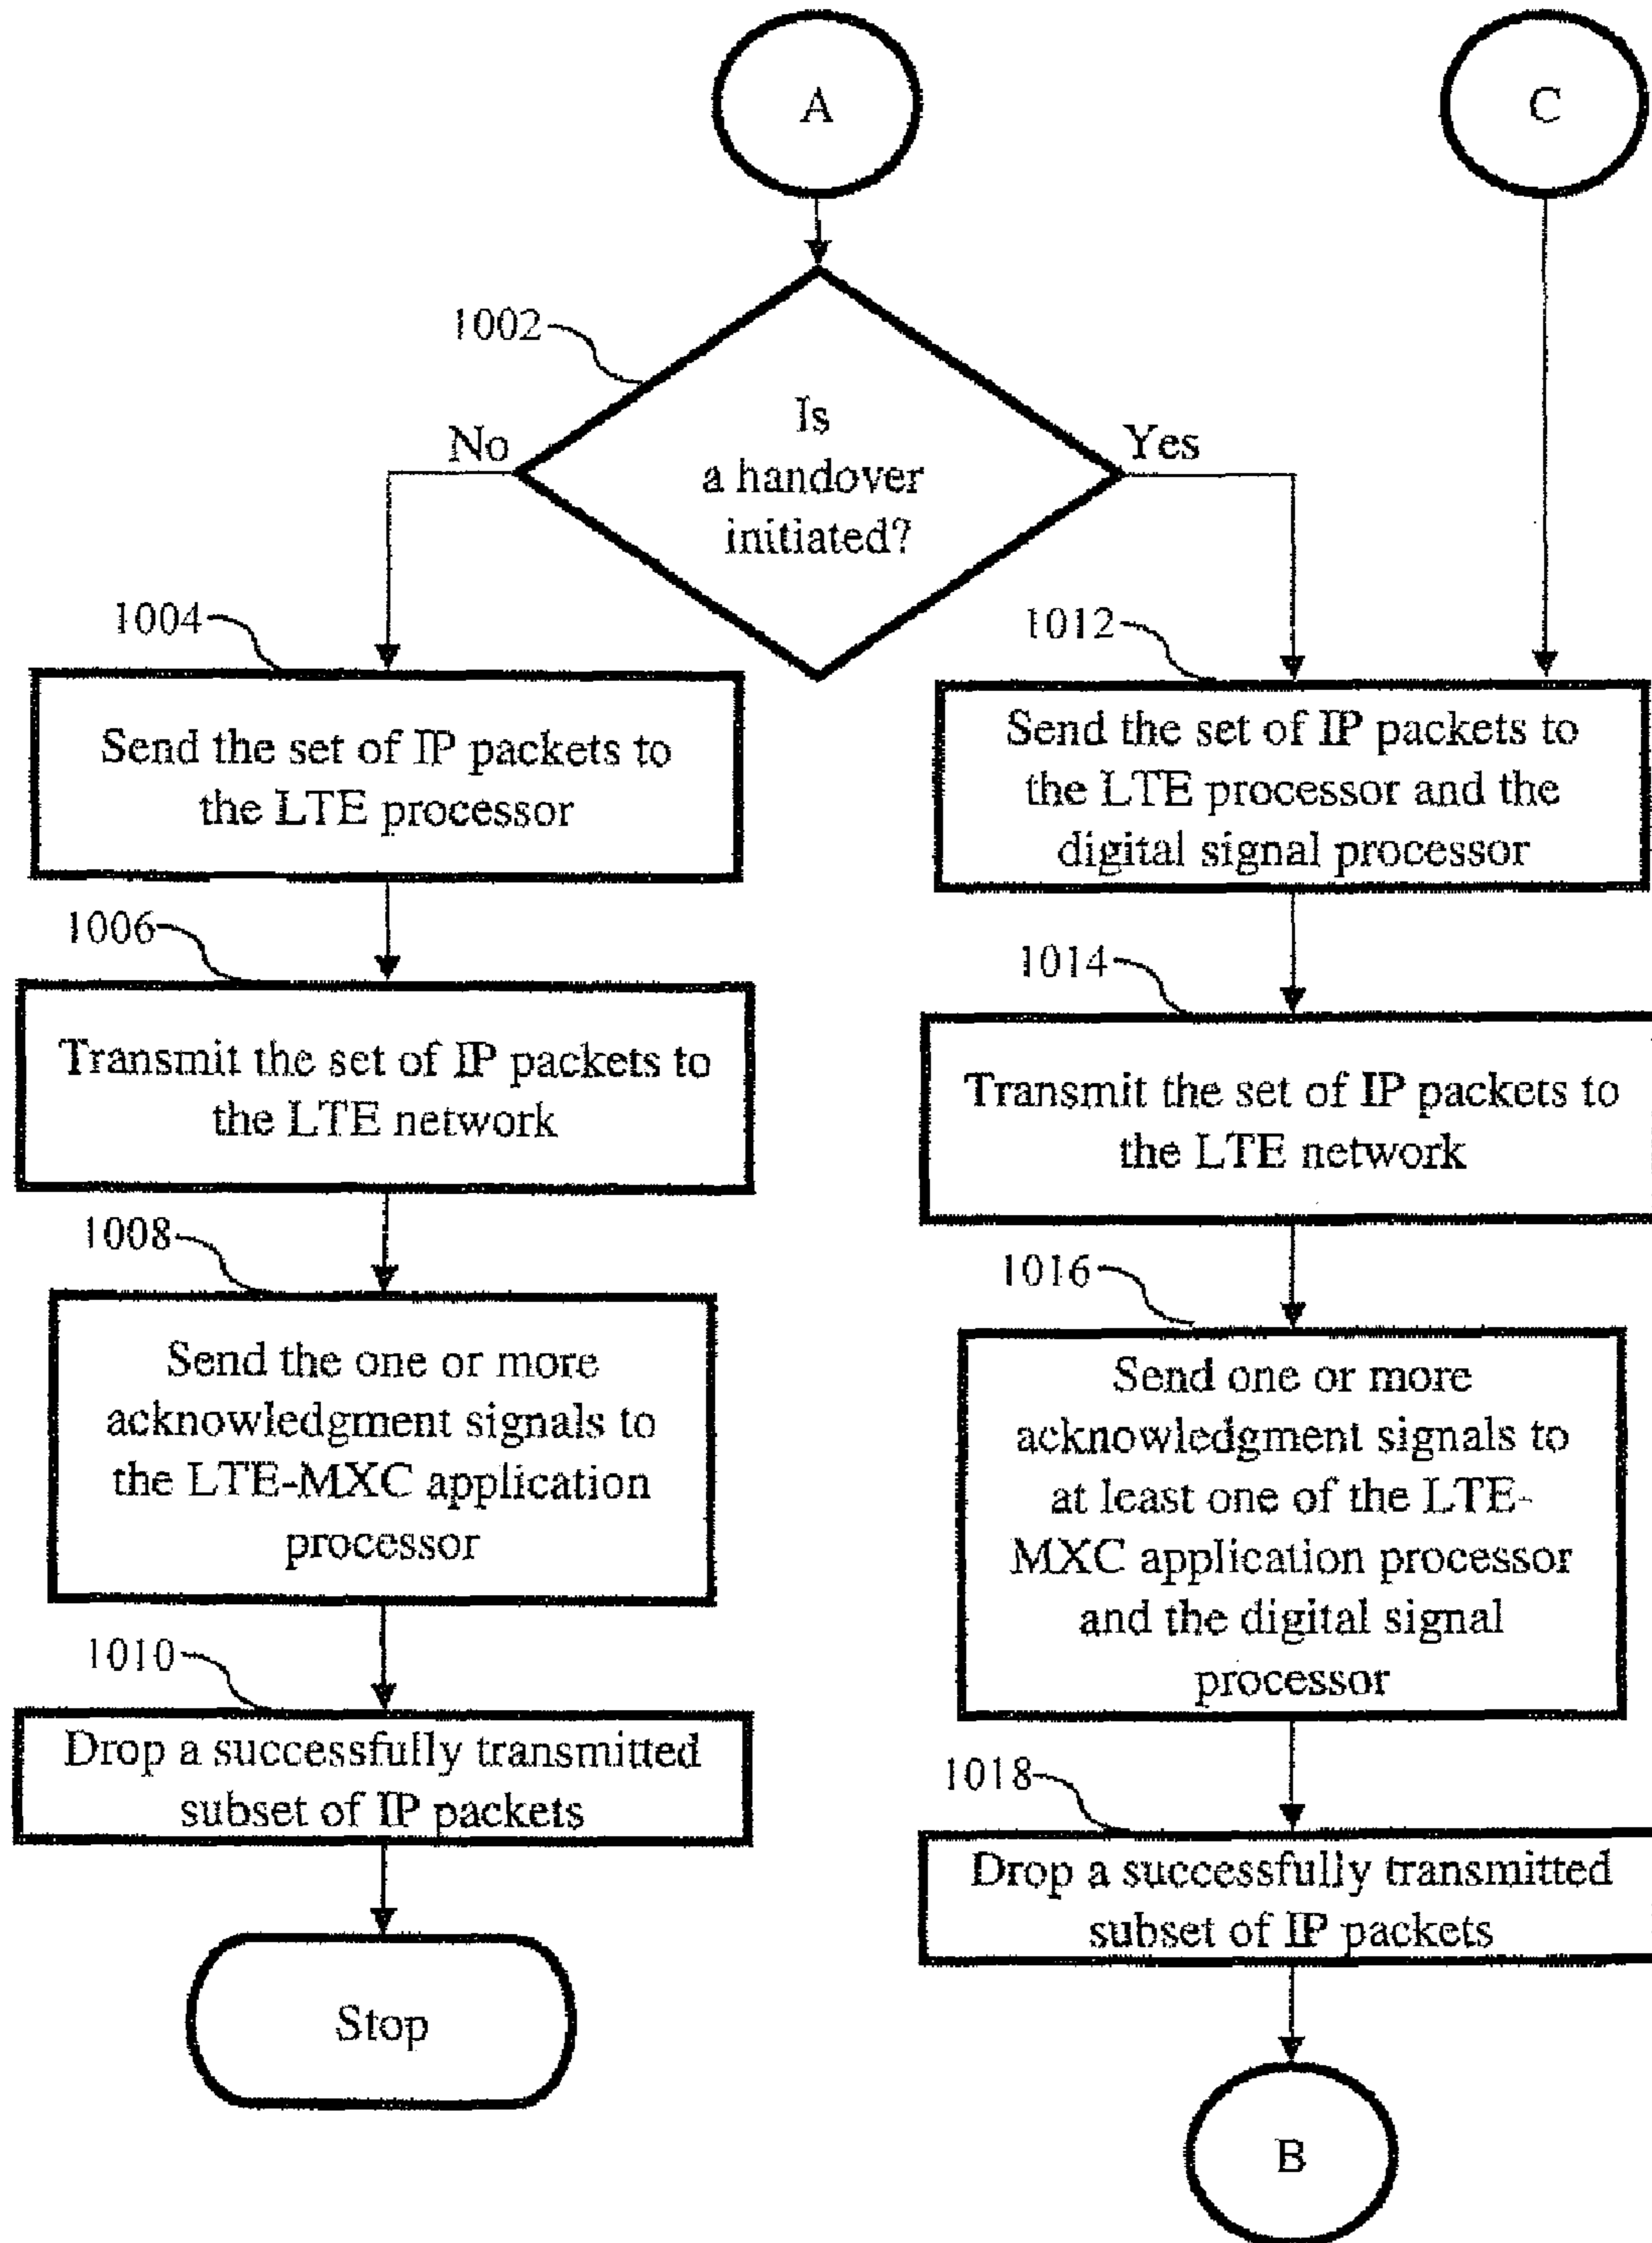 A
C
1002
Is
a handover
initiated?
No
Yes
1004
Send the set of IP packets to
the LTE processor
1006
Transmit the set of IP packets to
the LTE network
1008
Send the one or more
acknowledgment signals to
the LTE-MXC application
processor
1010
Drop a successfully transmitted
subset of IP packets
Stop
1012
Send the set of IP packets to
the LTE processor and the
digital signal processor
1014
Transmit the set of IP packets to
the LTE network
1016
Send one or more
acknowledgment signals to
at least one of the LTE-
MXC application processor
and the digital signal
processor
1018
Drop a successfully transmitted
subset of IP packets
B